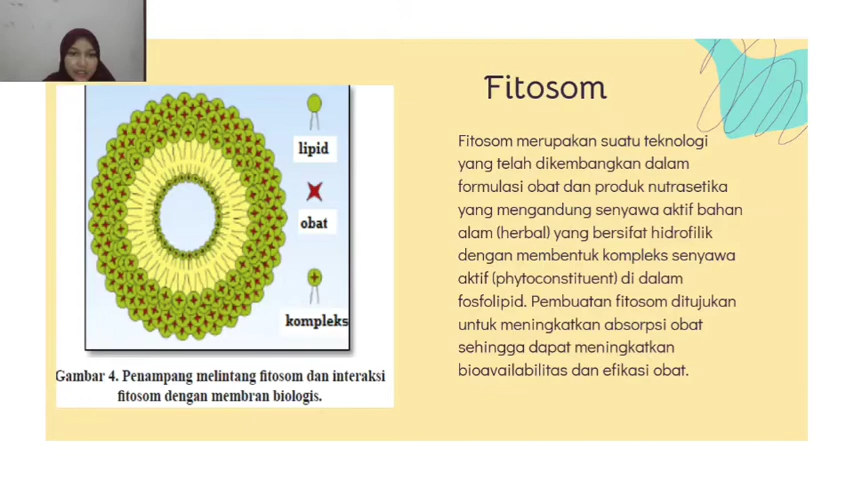 Fitosom
lipid
obat
kompleks
Gambar 4. Penampang melintang fitosom dan interaksi
fitosom dengan membran biologis.
Fitosom merupakan suatu teknologi
yang telah dikembangkan dalam
formulasi obat dan produk nutrasetika
yang mengandung senyawa aktif bahan
alam (herbal) yang bersifat hidrofilik
dengan membentuk kompleks senyawa
aktif (phytoconstituent) di dalam
fosfolipid. Pembuatan fitosom ditujukan
untuk meningkatkan absorpsi obat
sehingga dapat meningkatkan
bioavailabilitas dan efikasi obat.